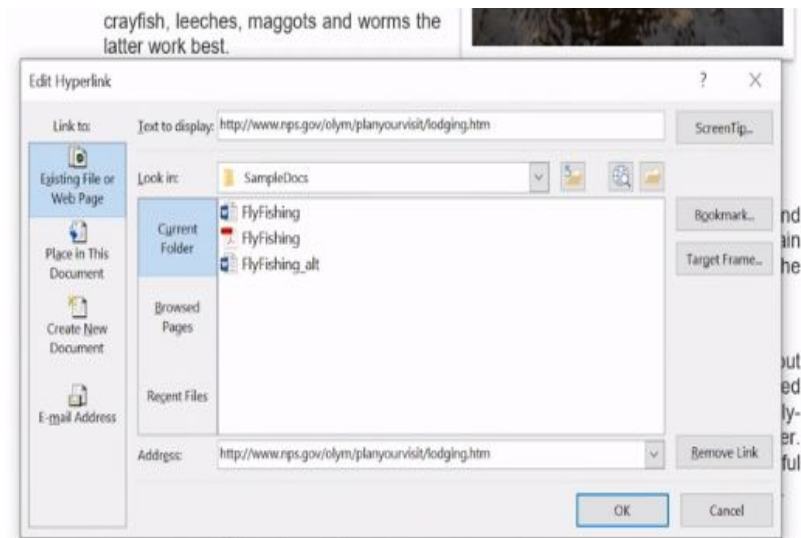 crayfish, leeches, maggots and worms the
latter work best.
Edit Hyperlink
?
Link to:
Text to display:
http://www.nps.gov/olym/planyourvisit/lodging.htm
ScreenTip...
Existing File or
Web Page
Look in:
SampleDocs
Current
Folder
FlyFishing
FlyFishing
FlyFishing_alt
Bookmark...
Target Frame...
Place in This
Document
Browsed
Pages
Create New
Document
Recent Files
E-mail Address
Address:
http://www.nps.gov/olym/planyourvisit/lodging.htm
Remove Link
OK
Cancel
nd
ain
he
out
ed
ly-
er.
ful